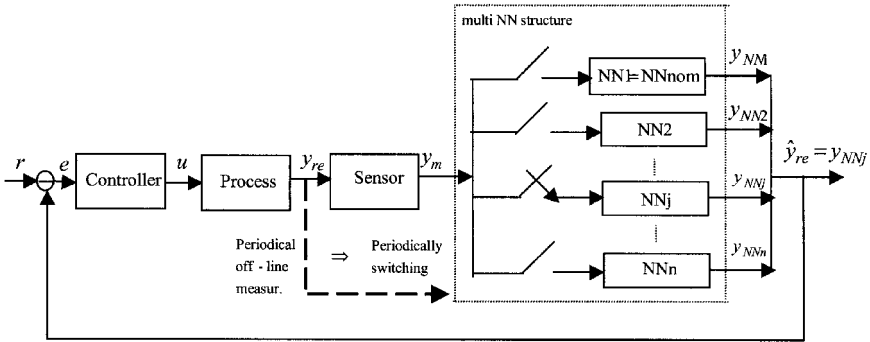 multi NN structure
y_NN1
NN1=NNnom
y_NN2
NN2
ŷ_re = y_NNj
r
e
Controller
u
Process
y_re
Sensor
y_m
NNj
y_NNj
Periodical
off - line
measur.
⇒
Periodically
switching
NNn
y_NNn